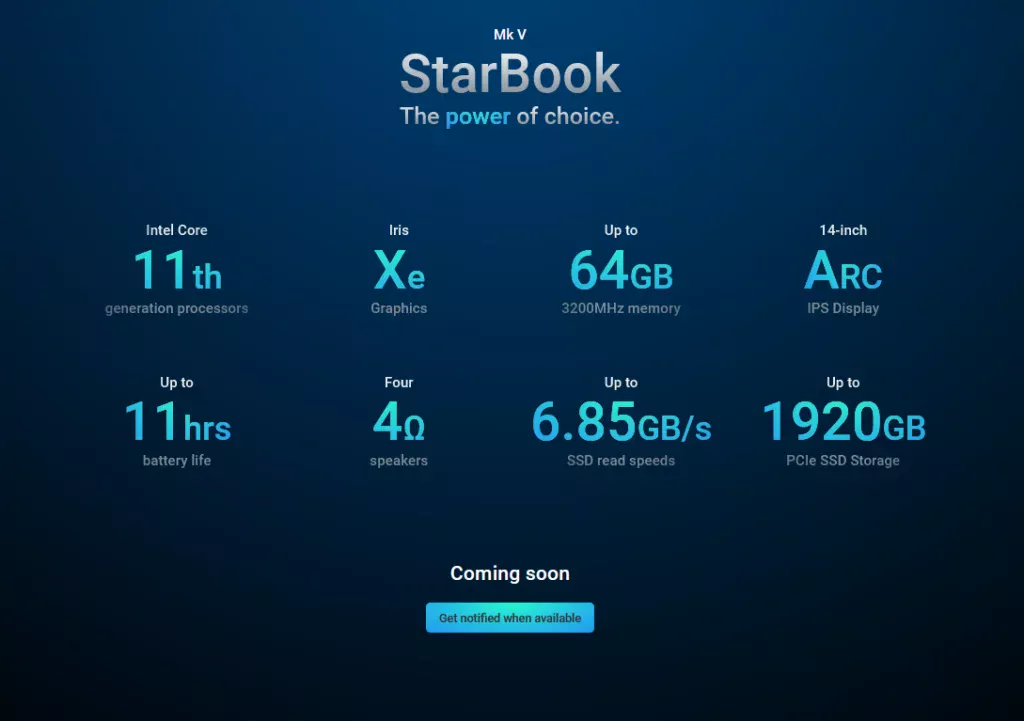 Mk V
StarBook
The power of choice.
Intel Core
11th
generation processors
Iris
Xe
Graphics
Up to
64GB
3200MHz memory
14-inch
ARC
IPS Display
Up to
11hrs
battery life
Four
4Ω
speakers
Up to
6.85GB/s
SSD read speeds
Up to
1920GB
PCIe SSD Storage
Coming soon
Get notified when available